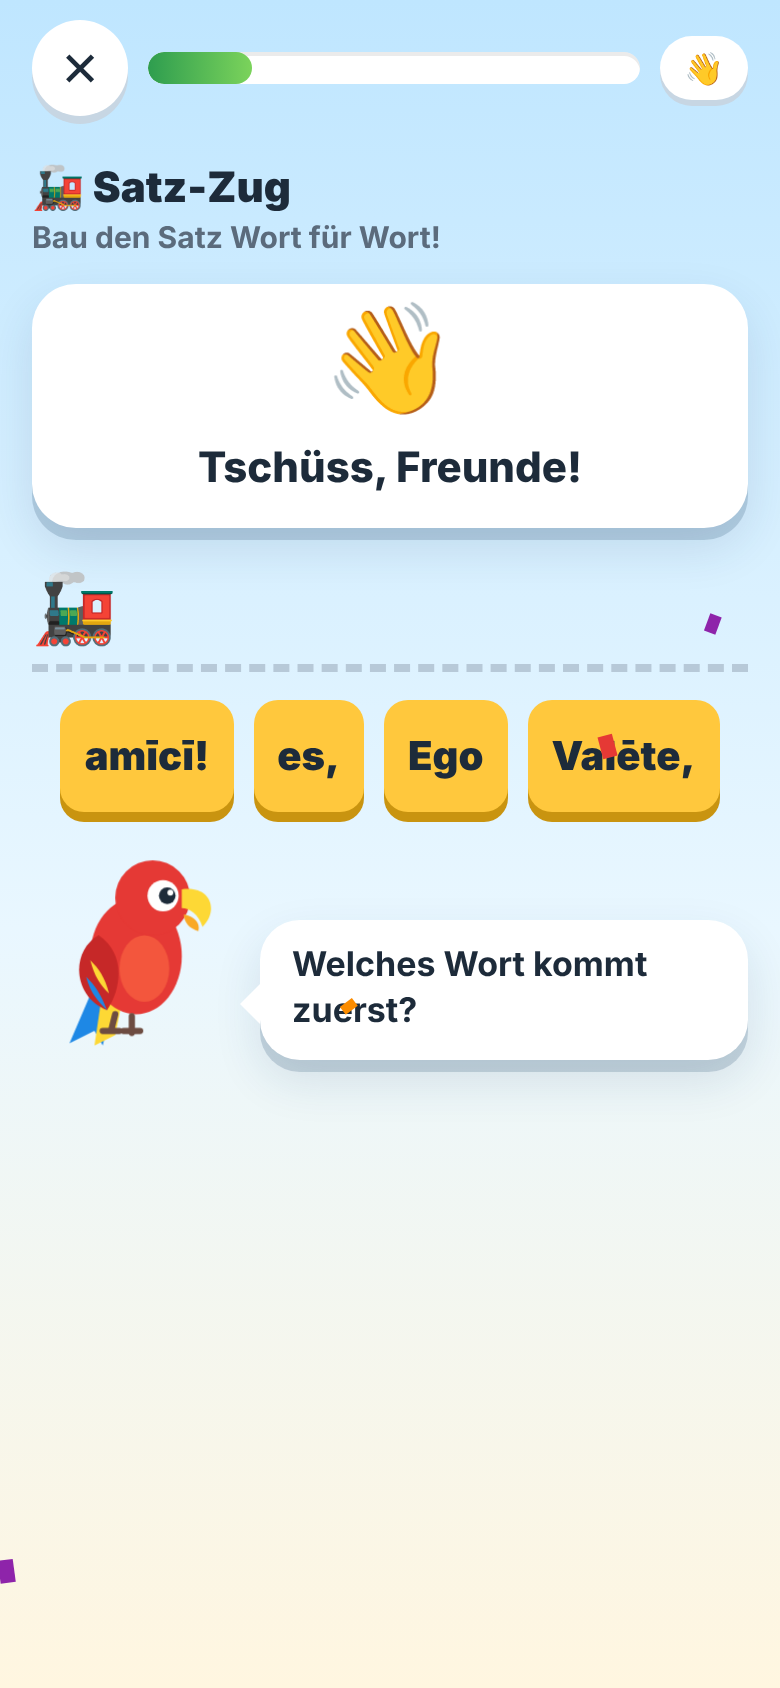 Satz-Zug
Bau den Satz Wort für Wort!
Tschüss, Freunde!
amīcī! es, Ego Valēte,
Welches Wort kommt
zuerst?